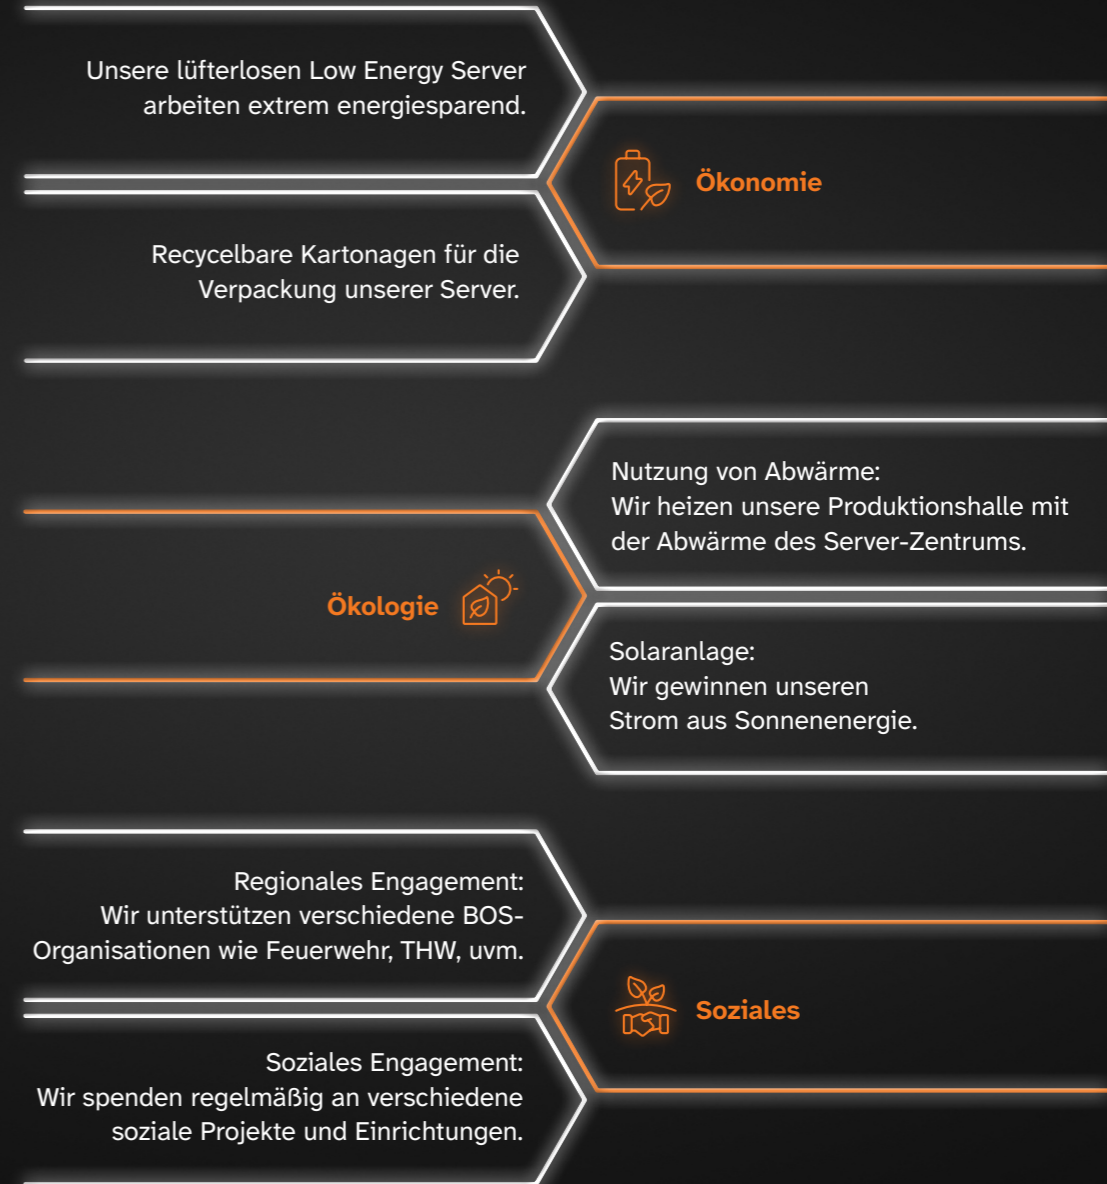 Unsere lüfterlosen Low Energy Server
arbeiten extrem energiesparend.
Ökonomie
Recycelbare Kartonagen für die
Verpackung unserer Server.
Nutzung von Abwärme:
Wir heizen unsere Produktionshalle mit
der Abwärme des Server-Zentrums.
Ökologie
Solaranlage:
Wir gewinnen unseren
Strom aus Sonnenenergie.
Regionales Engagement:
Wir unterstützen verschiedene BOS-
Organisationen wie Feuerwehr, THW, uvm.
Soziales
Soziales Engagement:
Wir spenden regelmäßig an verschiedene
soziale Projekte und Einrichtungen.